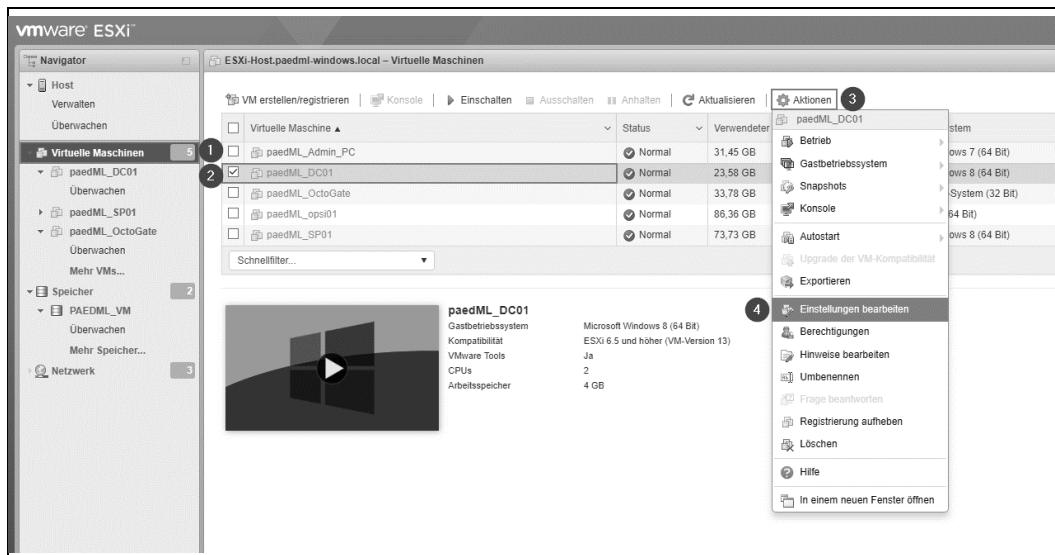 vmware ESXi™
Navigator
ESXi-Host.paedml-windows.local – Virtuelle Maschinen
Host
Verwalten
Überwachen
Virtuelle Maschinen 5
paedML_DC01
Überwachen
paedML_SP01
paedML_OctoGate
Überwachen
Mehr VMs...
Speicher 2
PAEDML_VM
Überwachen
Mehr Speicher...
Netzwerk 3
VM erstellen/registrieren Konsole Einschalten Ausschalten Anhalten Aktualisieren Aktionen 3
Virtuelle Maschine ▲ Status Verwendeter stem
1 paedML_Admin_PC Normal 31,45 GB ows 7 (64 Bit)
2 paedML_DC01 Normal 23,58 GB ows 8 (64 Bit)
paedML_OctoGate Normal 33,78 GB System (32 Bit)
paedML_opsi01 Normal 86,36 GB 64 Bit)
paedML_SP01 Normal 73,73 GB ows 8 (64 Bit)
Schnellfilter...
paedML_DC01
Betrieb
Gastbetriebssystem
Snapshots
Konsole
Autostart
Upgrade der VM-Kompatibilität
Exportieren
4 Einstellungen bearbeiten
Berechtigungen
Hinweise bearbeiten
Umbenennen
Frage beantworten
Registrierung aufheben
Löschen
Hilfe
In einem neuen Fenster öffnen
paedML_DC01
Gastbetriebssystem Microsoft Windows 8 (64 Bit)
Kompatibilität ESXi 6.5 und höher (VM-Version 13)
VMware Tools Ja
CPUs 2
Arbeitsspeicher 4 GB